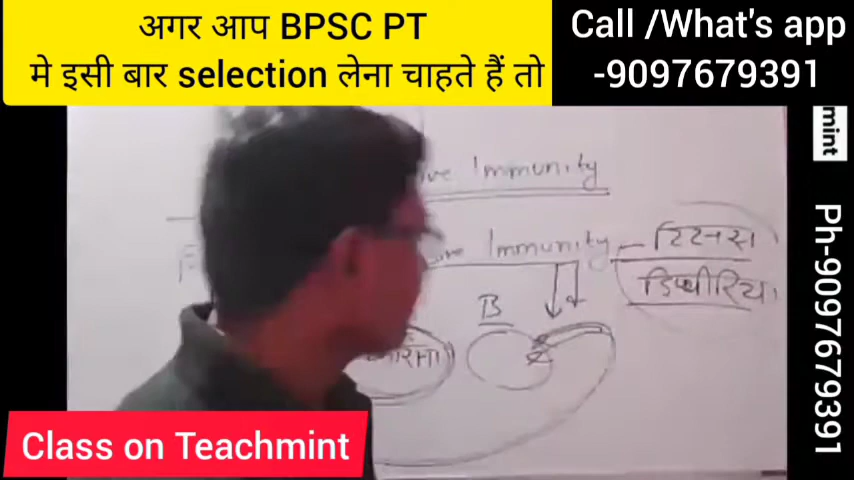 अगर आप BPSC PT
मे इसी बार selection लेना चाहते हैं तो
Call /What's app
-9097679391
mint
Ph-9097679391
Immunity
Immunity - टिटनस
डिप्थीरिया
B
Class on Teachmint